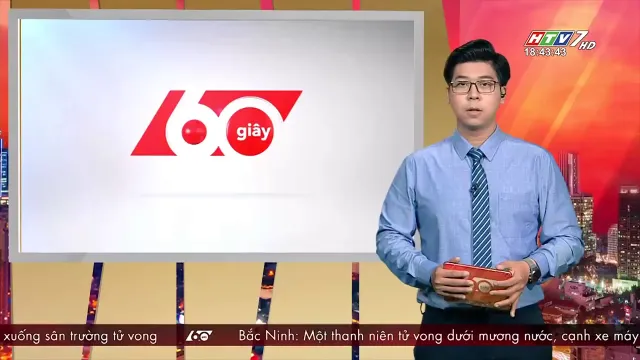 HTV7 HD
18:43:43
60 giây
xuống sân trường tử vong 60 Bắc Ninh: Một thanh niên tử vong dưới mương nước, cạnh xe máy